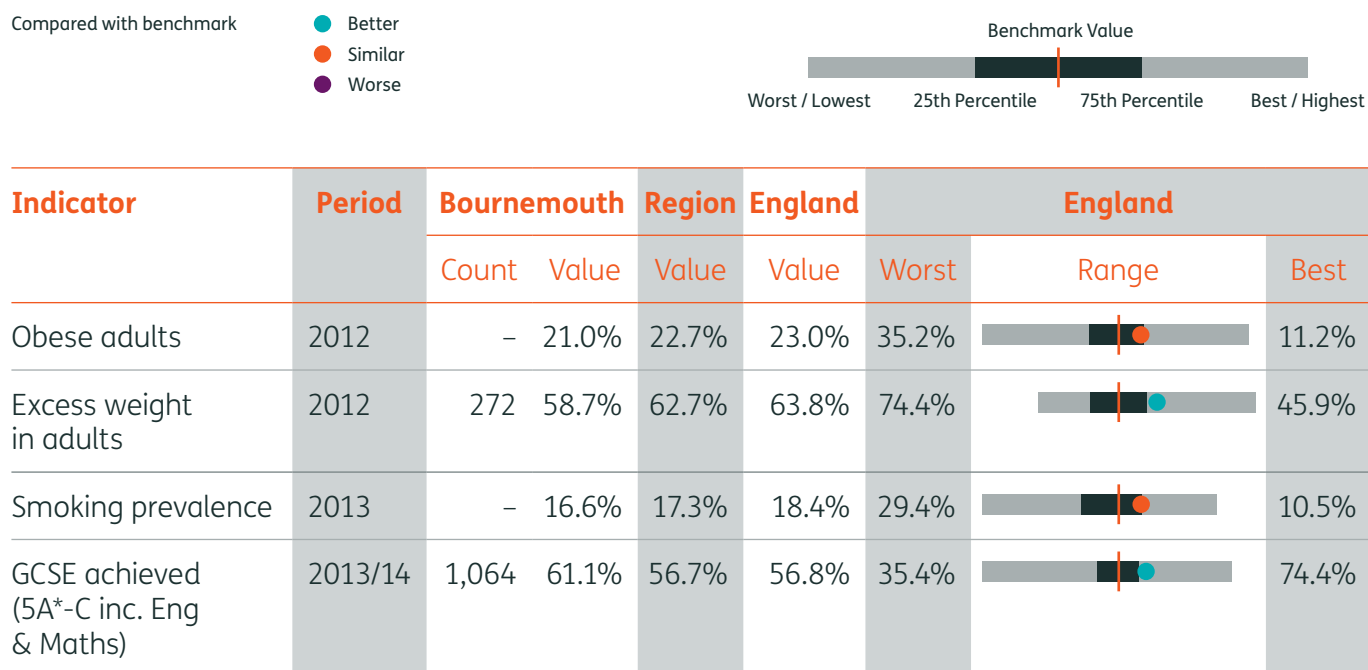 Compared with benchmark
Better
Similar
Worse
Benchmark Value
Worst / Lowest 25th Percentile 75th Percentile Best / Highest
Indicator Period Bournemouth Region England England
Count Value Value Value Worst Range Best
Obese adults 2012 – 21.0% 22.7% 23.0% 35.2% 11.2%
Excess weight 2012 272 58.7% 62.7% 63.8% 74.4% 45.9%
in adults
Smoking prevalence 2013 – 16.6% 17.3% 18.4% 29.4% 10.5%
GCSE achieved 2013/14 1,064 61.1% 56.7% 56.8% 35.4% 74.4%
(5A*-C inc. Eng
& Maths)